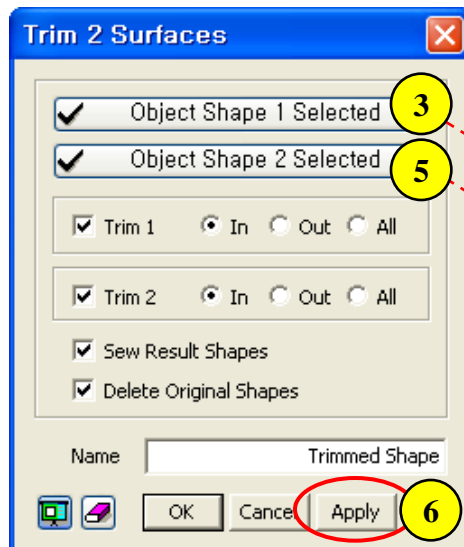 Trim 2 Surfaces
Object Shape 1 Selected 3
Object Shape 2 Selected 5
Trim 1 In Out All
Trim 2 In Out All
Sew Result Shapes
Delete Original Shapes
Name Trimmed Shape
OK Cancel Apply 6